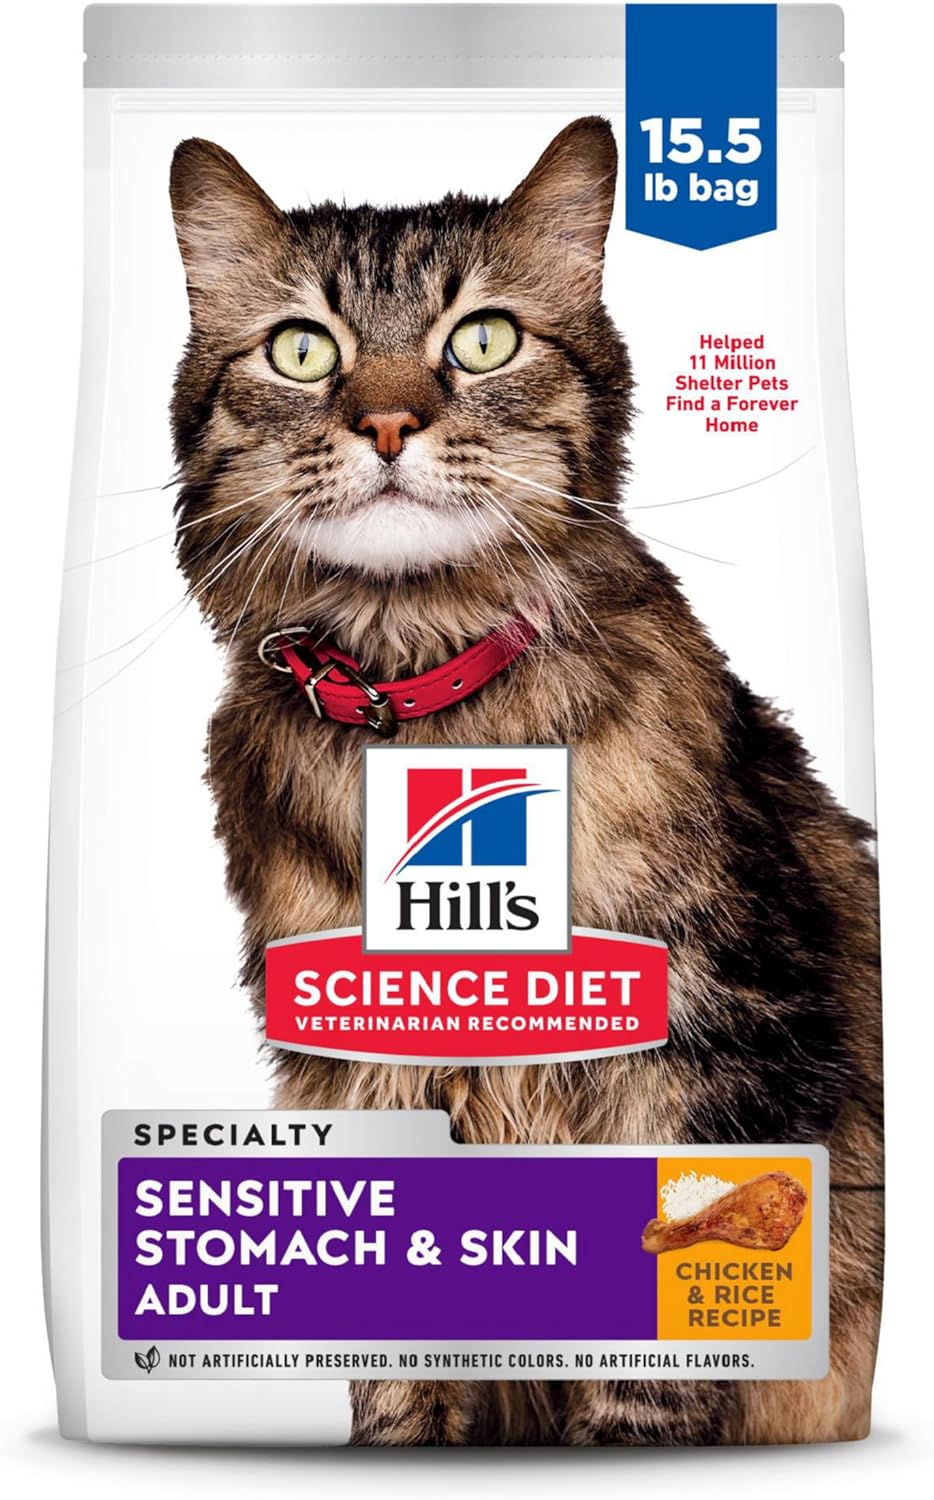 15.5
lb bag
Helped
11 Million
Shelter Pets
Find a Forever
Home
Hill's
SCIENCE DIET
VETERINARIAN RECOMMENDED
SPECIALTY
SENSITIVE
STOMACH & SKIN
ADULT
CHICKEN
& RICE
RECIPE
NOT ARTIFICIALLY PRESERVED. NO SYNTHETIC COLORS. NO ARTIFICIAL FLAVORS.